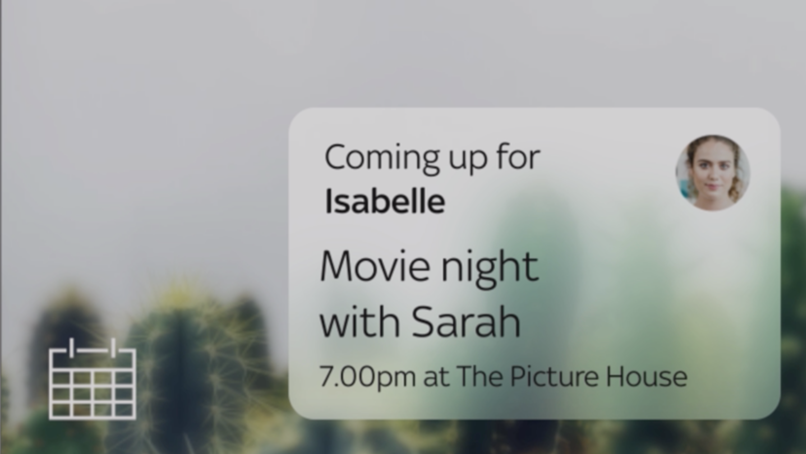 Coming up for
Isabelle
Movie night
with Sarah
7.00pm at The Picture House